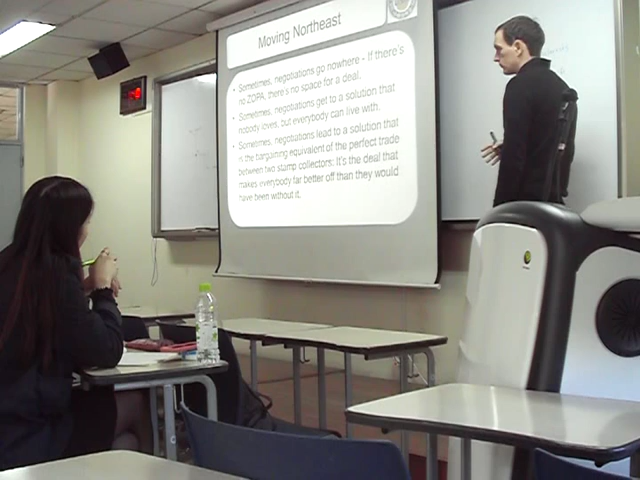 Moving Northeast
• Sometimes, negotiations go nowhere - If there's
no ZOPA, there's no space for a deal.
• Sometimes, negotiations get to a solution that
nobody loves, but everybody can live with.
• Sometimes, negotiations lead to a solution that
is the bargaining equivalent of the perfect trade
between two stamp collectors: It's the deal that
makes everybody far better off than they would
have been without it.